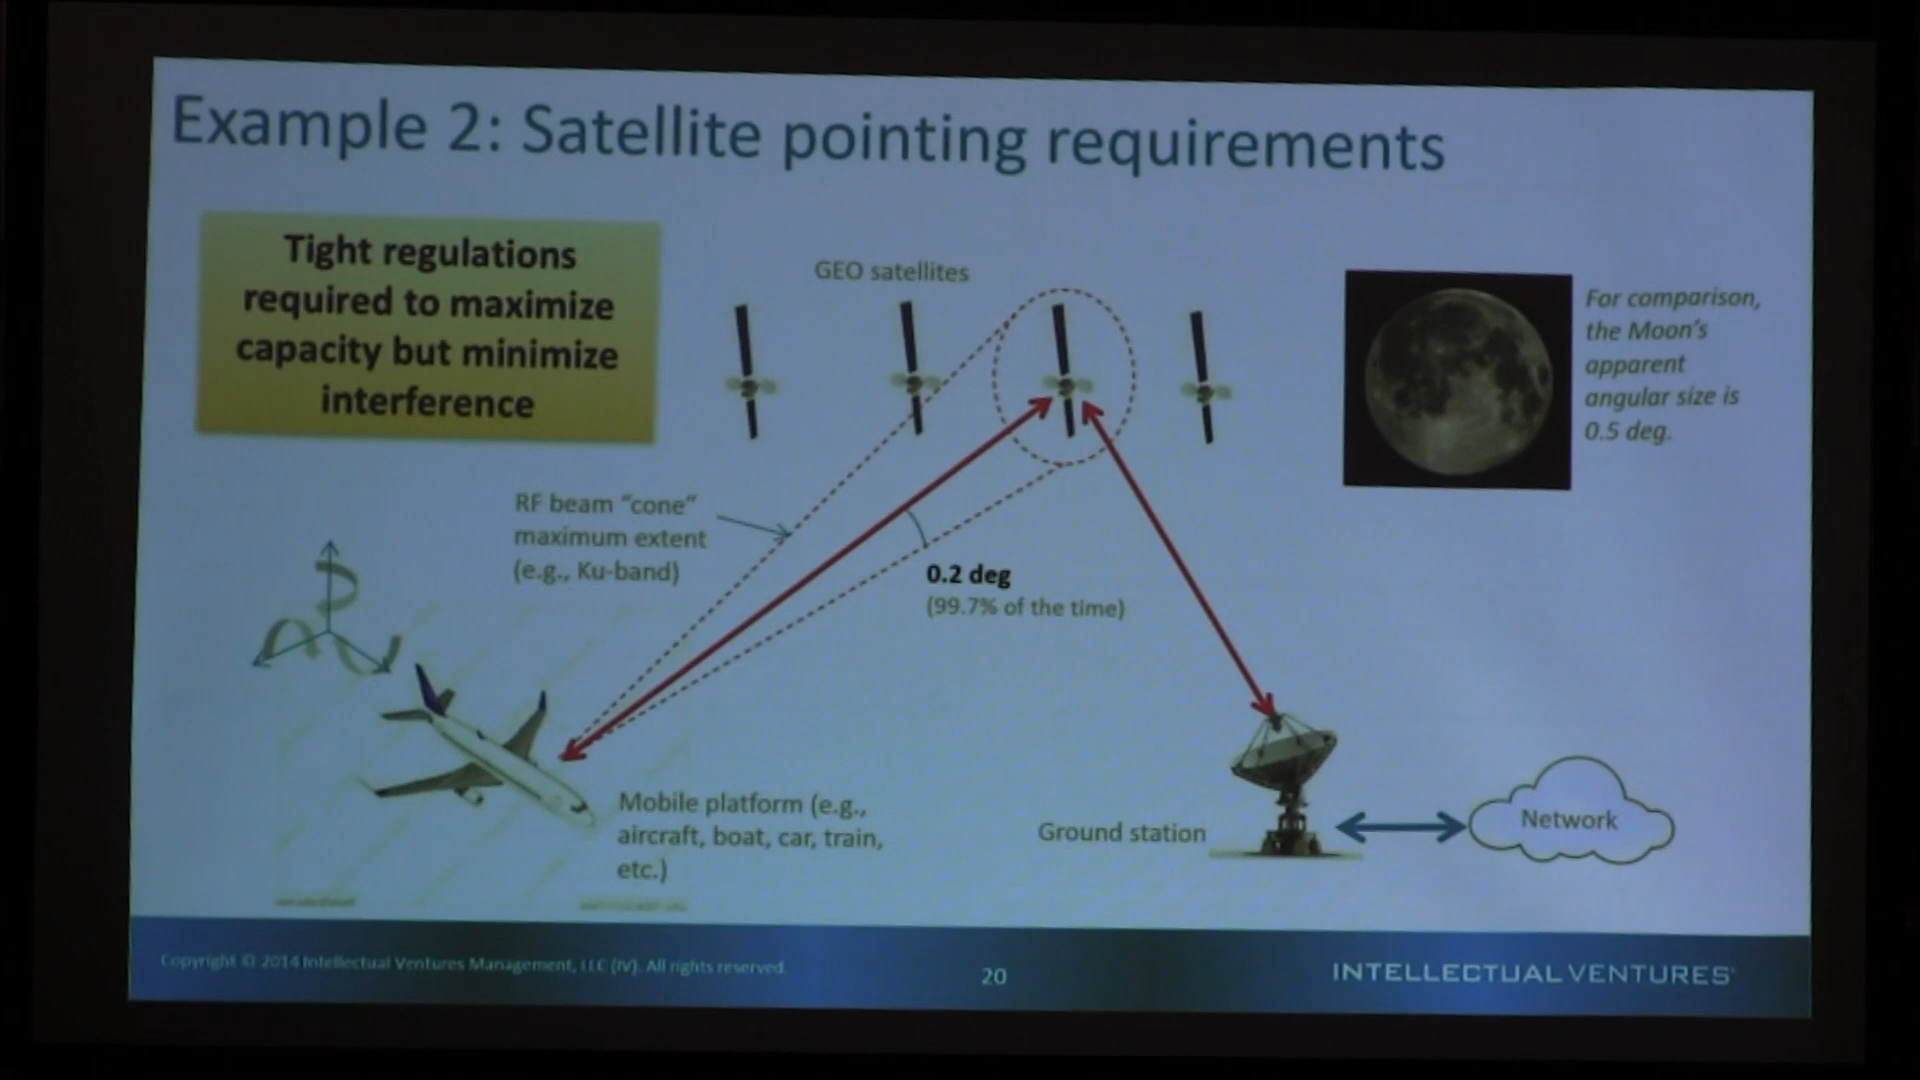 Example 2: Satellite pointing requirements
Tight regulations
required to maximize
capacity but minimize
interference
GEO satellites
For comparison,
the Moon's
apparent
angular size is
0.5 deg.
RF beam "cone"
maximum extent
(e.g., Ku-band)
0.2 deg
(99.7% of the time)
Mobile platform (e.g.,
aircraft, boat, car, train,
etc.)
Ground station
Network
Copyright © 2014 Intellectual Ventures Management, LLC (IV). All rights reserved.
20
INTELLECTUAL VENTURES